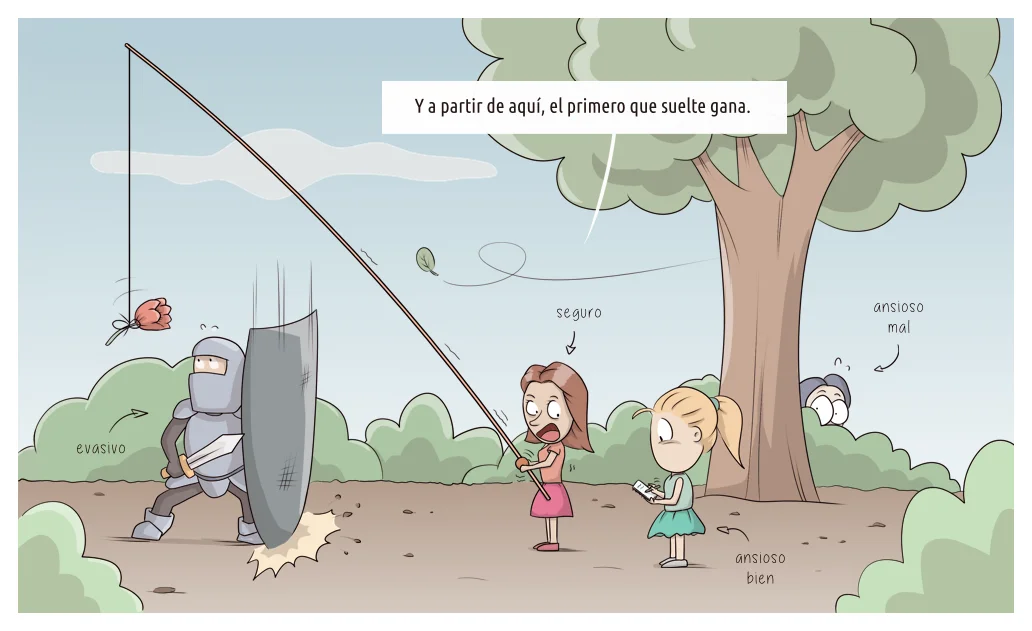 Y a partir de aquí, el primero que suelte gana.
seguro
ansioso
mal
evasivo
ansioso
bien